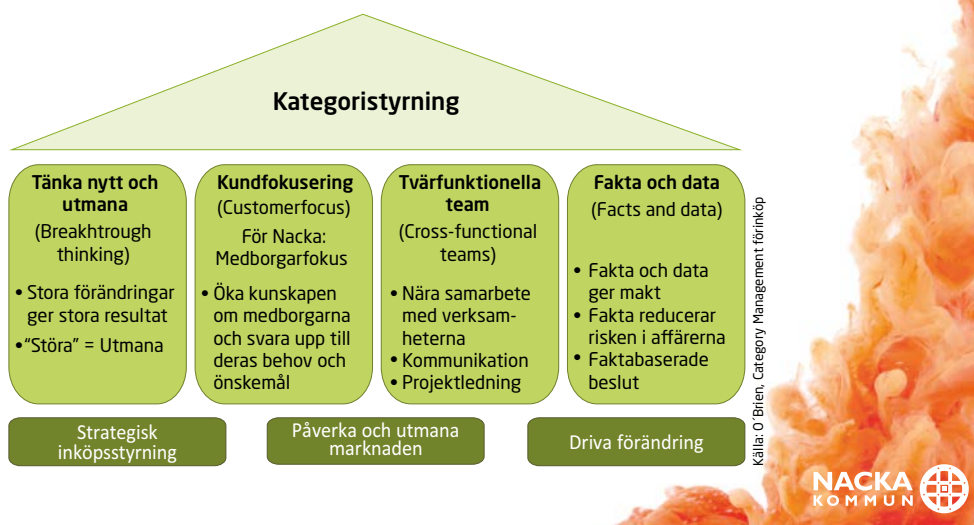 Kategoristyrning
Tänka nytt och
utmana
(Breakhtrough
thinking)
• Stora förändringar
ger stora resultat
•“Störa” = Utmana
Kundfokusering
(Customerfocus)
För Nacka:
Medborgarfokus
• Öka kunskapen
om medborgarna
och svara upp till
deras behov och
önskemål
Tvärfunktionella
team
(Cross-functional
teams)
• Nära samarbete
med verksam-
heterna
• Kommunikation
• Projektledning
Fakta och data
(Facts and data)
• Fakta och data
ger makt
• Fakta reducerar
risken i affärerna
• Faktabaserade
beslut
Strategisk
inköpsstyrning
Påverka och utmana
marknaden
Driva förändring
Källa: O´Brien, Category Management förinköp
NACKA
KOMMUN